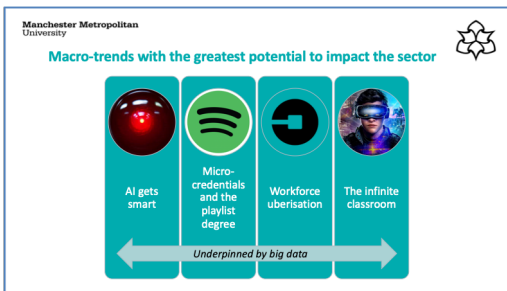 Manchester Metropolitan
University
Macro-trends with the greatest potential to impact the sector
AI gets
smart
Micro-
credentials
and the
playlist
degree
Workforce
uberisation
The infinite
classroom
Underpinned by big data